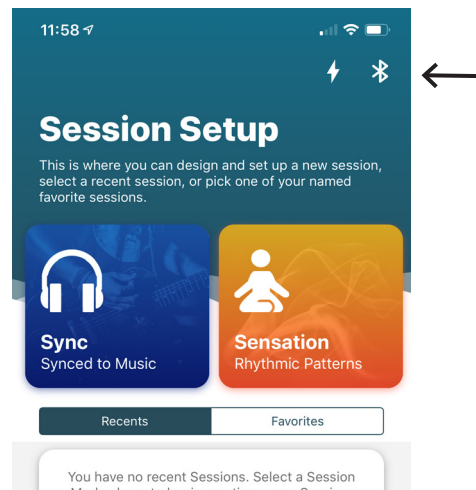 11:58
Session Setup
This is where you can design and set up a new session,
select a recent session, or pick one of your named
favorite sessions.
Sync
Synced to Music
Sensation
Rhythmic Patterns
Recents
Favorites
You have no recent Sessions. Select a Session